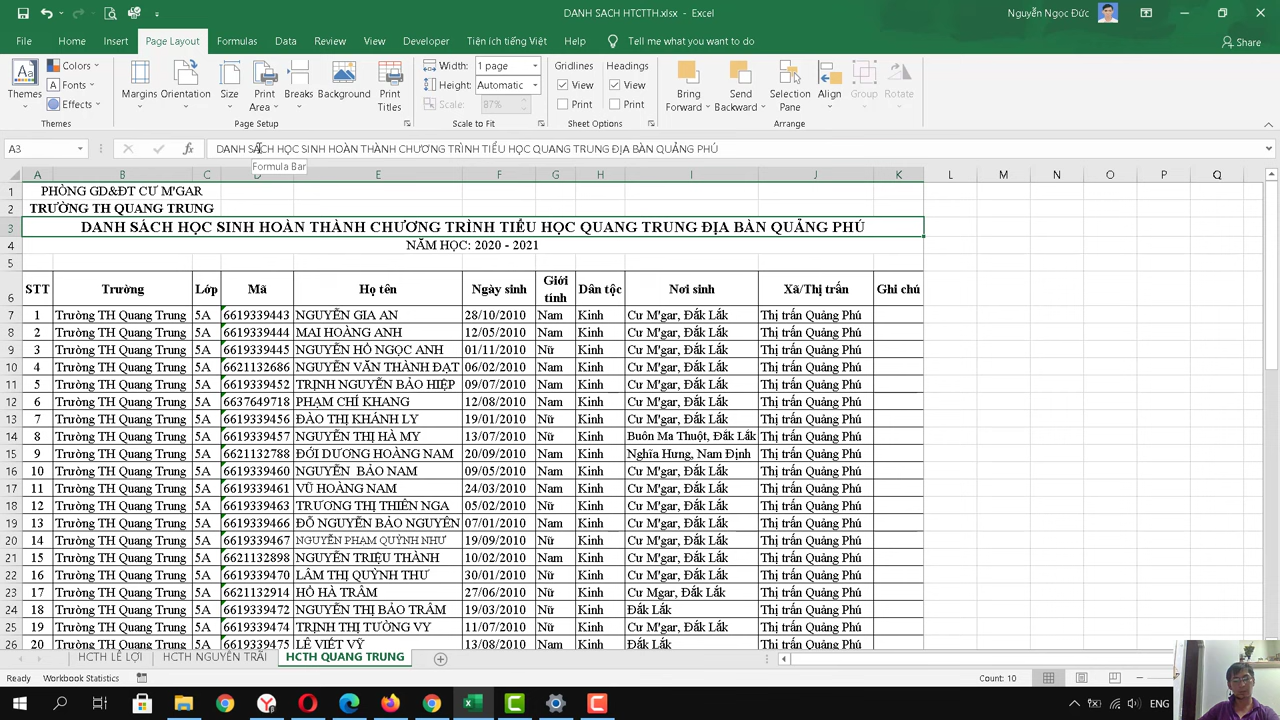 DANH SACH HTCTTH.xlsx - Excel
Nguyễn Ngọc Đức
File Home Insert Page Layout Formulas Data Review View Developer Tiện ích tiếng Việt Help Tell me what you want to do Share
Themes Colors Fonts Effects Margins Orientation Size Print Area Breaks Background Print Titles Width: 1 page Height: Automatic Scale: 87% Gridlines View Print Headings View Print Bring Forward Send Backward Selection Pane Align Group Rotate
Themes Page Setup Scale to Fit Sheet Options Arrange
A3 fx DANH SÁCH HỌC SINH HOÀN THÀNH CHƯƠNG TRÌNH TIỂU HỌC QUANG TRUNG ĐỊA BÀN QUẢNG PHÚ
Formula Bar
A B C D E F G H I J K L M N O P Q
1 PHÒNG GD&ĐT CƯ M'GAR
2 TRƯỜNG TH QUANG TRUNG
3 DANH SÁCH HỌC SINH HOÀN THÀNH CHƯƠNG TRÌNH TIỂU HỌC QUANG TRUNG ĐỊA BÀN QUẢNG PHÚ
4 NĂM HỌC: 2020 - 2021
5
6 STT Trường Lớp Mã Họ tên Ngày sinh Giới tính Dân tộc Nơi sinh Xã/Thị trấn Ghi chú
7 1 Trường TH Quang Trung 5A 6619339443 NGUYỄN GIA AN 28/10/2010 Nam Kinh Cư M'gar, Đắk Lắk Thị trấn Quảng Phú
8 2 Trường TH Quang Trung 5A 6619339444 MAI HOÀNG ANH 12/05/2010 Nam Kinh Cư M'gar, Đắk Lắk Thị trấn Quảng Phú
9 3 Trường TH Quang Trung 5A 6619339445 NGUYỄN HỒ NGỌC ANH 01/11/2010 Nữ Kinh Cư M'gar, Đắk Lắk Thị trấn Quảng Phú
10 4 Trường TH Quang Trung 5A 6621132686 NGUYỄN VĂN THÀNH ĐẠT 06/02/2010 Nam Kinh Cư M'gar, Đắk Lắk Thị trấn Quảng Phú
11 5 Trường TH Quang Trung 5A 6619339452 TRỊNH NGUYỄN BẢO HIỆP 09/07/2010 Nam Kinh Cư M'gar, Đắk Lắk Thị trấn Quảng Phú
12 6 Trường TH Quang Trung 5A 6637649718 PHẠM CHÍ KHANG 12/08/2010 Nam Kinh Cư M'gar, Đắk Lắk Thị trấn Quảng Phú
13 7 Trường TH Quang Trung 5A 6619339456 ĐÀO THỊ KHÁNH LY 19/01/2010 Nữ Kinh Cư M'gar, Đắk Lắk Thị trấn Quảng Phú
14 8 Trường TH Quang Trung 5A 6619339457 NGUYỄN THỊ HÀ MY 13/07/2010 Nữ Kinh Buôn Ma Thuột, Đắk Lắk Thị trấn Quảng Phú
15 9 Trường TH Quang Trung 5A 6621132788 ĐÓI DƯƠNG HOÀNG NAM 20/09/2010 Nam Kinh Nghĩa Hưng, Nam Định Thị trấn Quảng Phú
16 10 Trường TH Quang Trung 5A 6619339460 NGUYỄN BẢO NAM 09/05/2010 Nam Kinh Cư M'gar, Đắk Lắk Thị trấn Quảng Phú
17 11 Trường TH Quang Trung 5A 6619339461 VŨ HOÀNG NAM 24/03/2010 Nam Kinh Cư M'gar, Đắk Lắk Thị trấn Quảng Phú
18 12 Trường TH Quang Trung 5A 6619339463 TRƯƠNG THỊ THIÊN NGA 05/02/2010 Nữ Kinh Cư M'gar, Đắk Lắk Thị trấn Quảng Phú
19 13 Trường TH Quang Trung 5A 6619339466 ĐỖ NGUYỄN BẢO NGUYÊN 07/01/2010 Nam Kinh Cư M'gar, Đắk Lắk Thị trấn Quảng Phú
20 14 Trường TH Quang Trung 5A 6619339467 NGUYỄN PHẠM QUỲNH NHƯ 19/09/2010 Nữ Kinh Cư M'gar, Đắk Lắk Thị trấn Quảng Phú
21 15 Trường TH Quang Trung 5A 6621132898 NGUYỄN TRIỆU THÀNH 10/02/2010 Nam Kinh Cư M'gar, Đắk Lắk Thị trấn Quảng Phú
22 16 Trường TH Quang Trung 5A 6619339470 LÂM THỊ QUỲNH THƯ 30/01/2010 Nữ Kinh Cư M'gar, Đắk Lắk Thị trấn Quảng Phú
23 17 Trường TH Quang Trung 5A 6621132914 HỒ HÀ TRÂM 27/06/2010 Nữ Kinh Cư Mgar, Đắk Lắk Thị trấn Quảng Phú
24 18 Trường TH Quang Trung 5A 6619339472 NGUYỄN THỊ BẢO TRÂM 19/03/2010 Nữ Kinh Đắk Lắk Thị trấn Quảng Phú
25 19 Trường TH Quang Trung 5A 6619339474 TRỊNH THỊ TƯỜNG VY 11/07/2010 Nữ Kinh Cư M'gar, Đắk Lắk Thị trấn Quảng Phú
26 20 Trường TH Quang Trung 5A 6619339475 LÊ VIẾT VỸ 13/08/2010 Nam Kinh Đắk Lắk Thị trấn Quảng Phú
HCTH LÊ LỢI HCTH NGUYỄN TRÃI HCTH QUANG TRUNG
Ready Workbook Statistics Count: 10
ENG